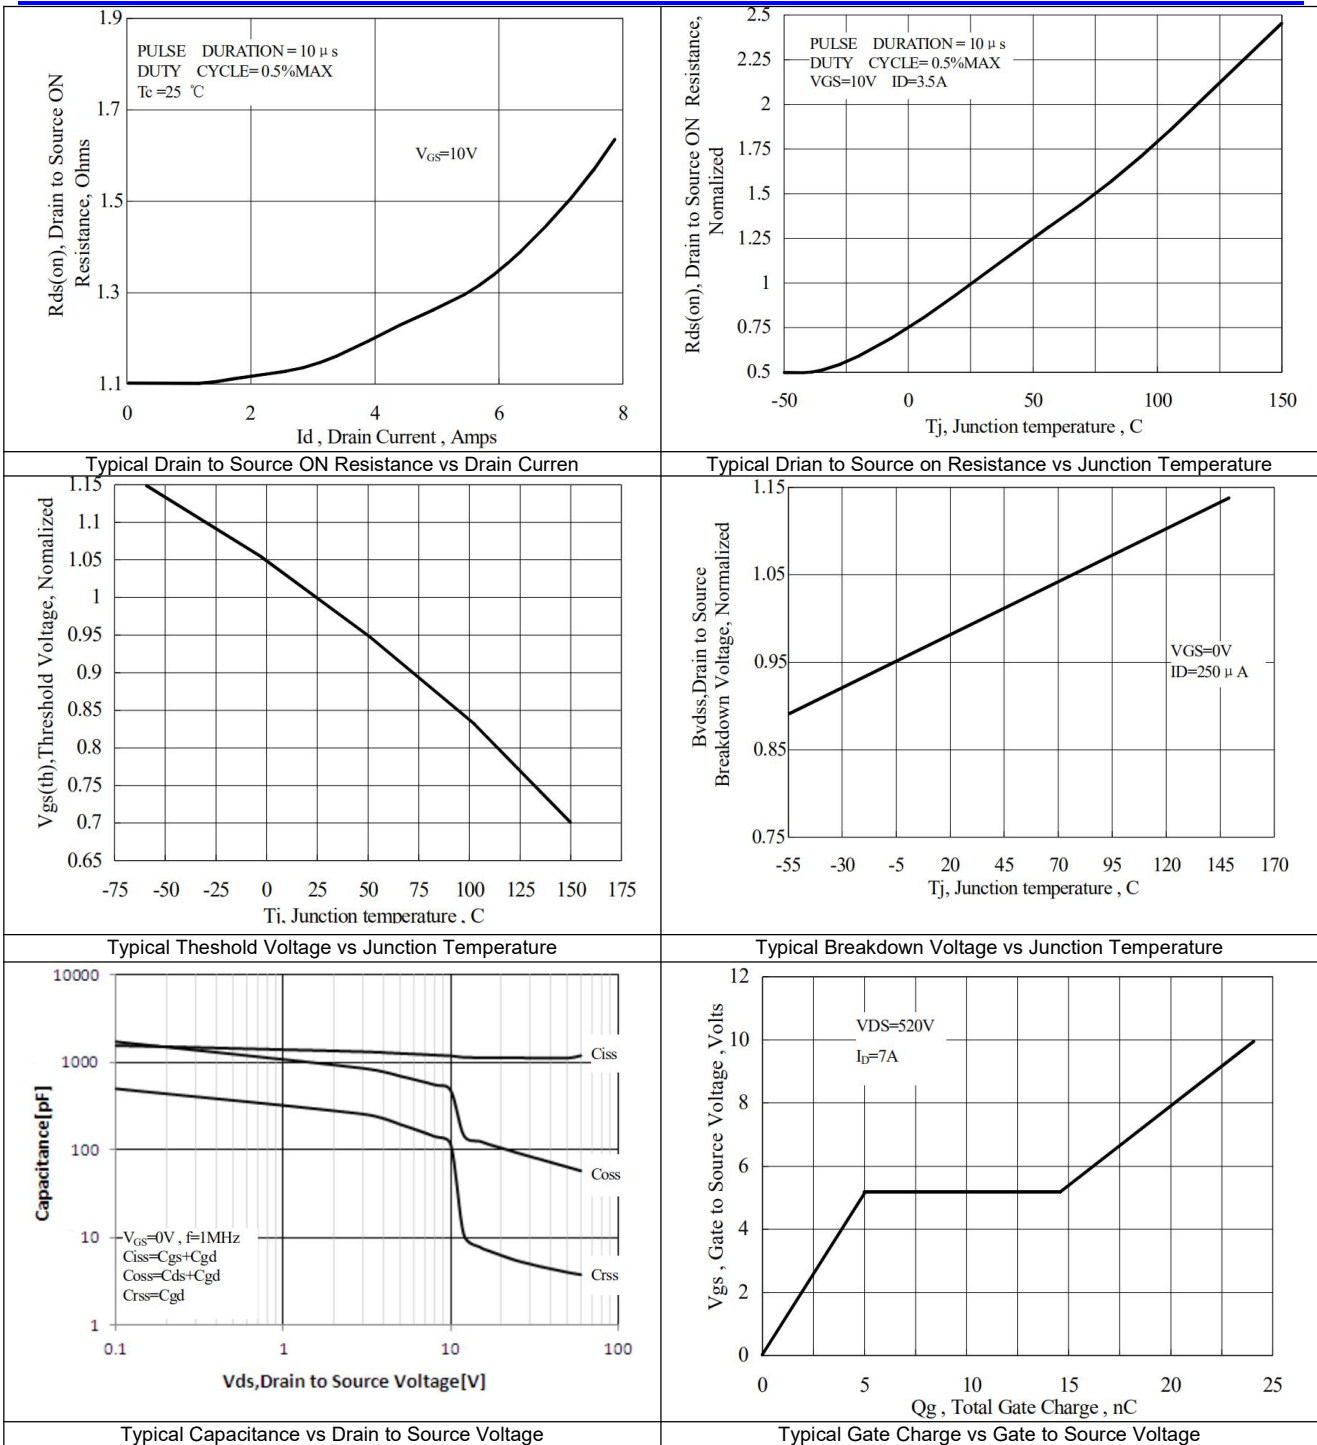 1.9
PULSE DURATION = 10 μ s
DUTY CYCLE= 0.5%MAX
Tc =25 ℃
1.7
VGS=10V
1.5
1.3
1.1
Rds(on), Drain to Source ON
Resistance, Ohms
0 2 4 6 8
Id , Drain Current , Amps
Typical Drain to Source ON Resistance vs Drain Curren
2.5
PULSE DURATION = 10 μ s
DUTY CYCLE= 0.5%MAX
VGS=10V ID=3.5A
2.25
2
1.75
1.5
1.25
1
0.75
0.5
Rds(on), Drain to Source ON Resistance,
Nomalized
-50 0 50 100 150
Tj, Junction temperature , C
Typical Drian to Source on Resistance vs Junction Temperature
1.15
1.1
1.05
1
0.95
0.9
0.85
0.8
0.75
0.7
0.65
Vgs(th),Threshold Voltage, Nomalized
-75 -50 -25 0 25 50 75 100 125 150 175
Tj, Junction temperature , C
Typical Theshold Voltage vs Junction Temperature
1.15
1.05
0.95
0.85
0.75
Bvdss,Drain to Source
Breakdown Voltage, Normalized
VGS=0V
ID=250 μ A
-55 -30 -5 20 45 70 95 120 145 170
Tj, Junction temperature , C
Typical Breakdown Voltage vs Junction Temperature
10000
1000
100
10
1
Capacitance[pF]
Ciss
Coss
Crss
VGS=0V , f=1MHz
Ciss=Cgs+Cgd
Coss=Cds+Cgd
Crss=Cgd
0.1 1 10 100
Vds,Drain to Source Voltage[V]
Typical Capacitance vs Drain to Source Voltage
12
10
8
6
4
2
0
Vgs , Gate to Source Voltage ,Volts
VDS=520V
ID=7A
0 5 10 15 20 25
Qg , Total Gate Charge , nC
Typical Gate Charge vs Gate to Source Voltage